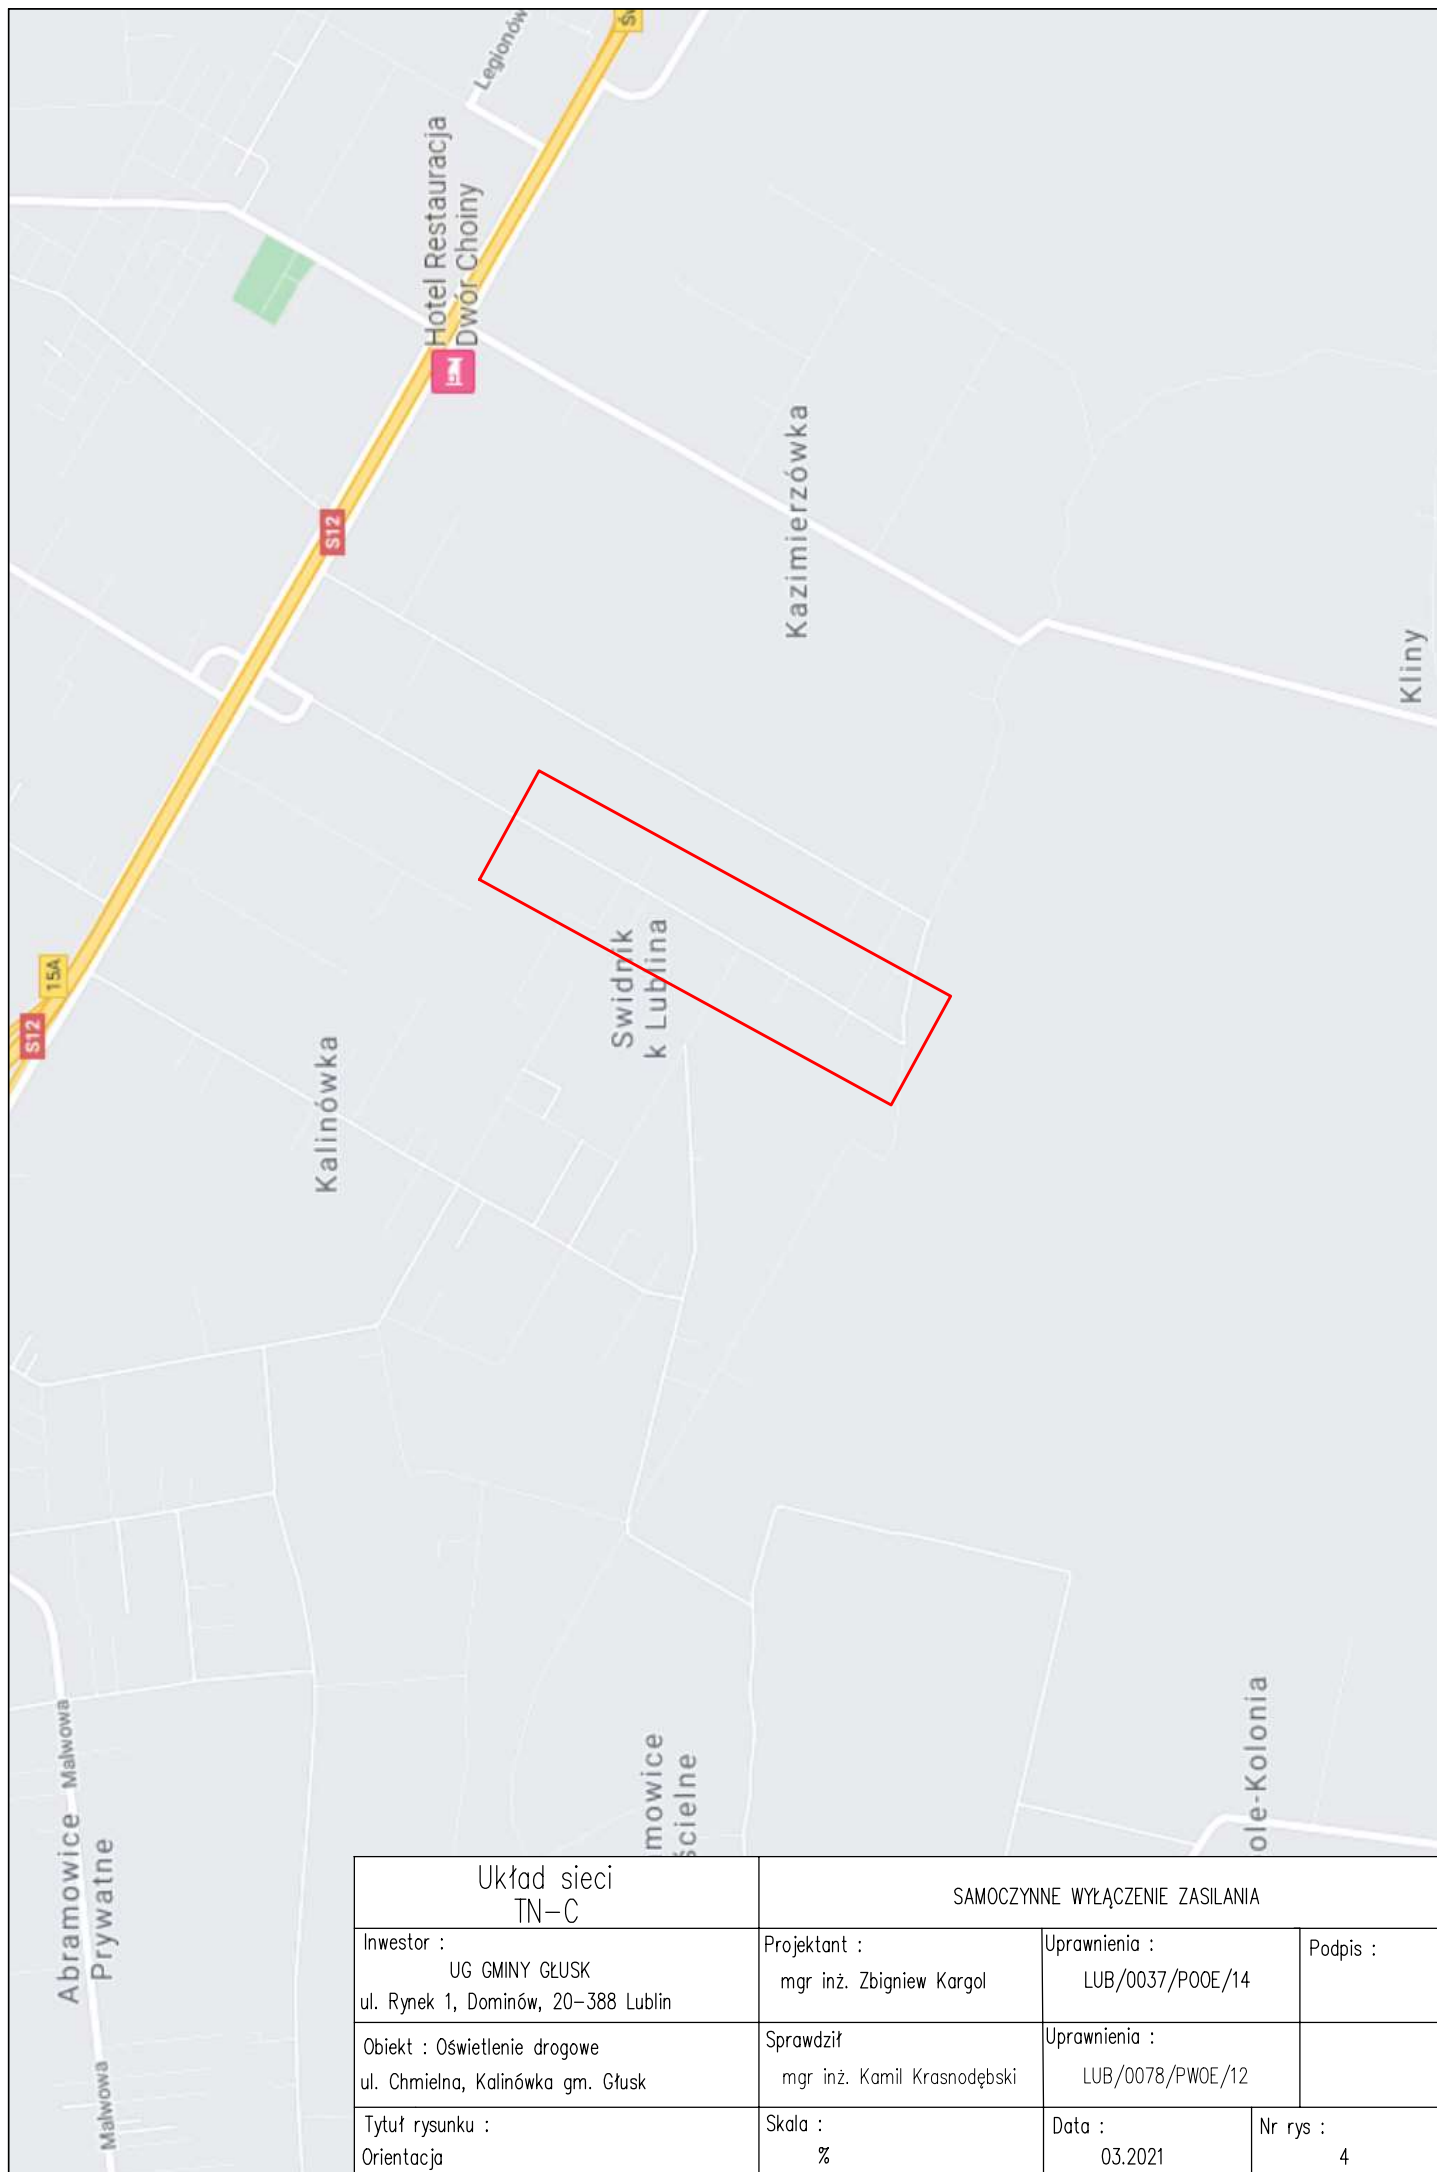 Legionów
Hotel Restauracja
Dwór Choiny
S12
Kazimierzówka
Kliny
15A
S12
Swidnik
k Lublina
Kalinówka
Malwowa
Abramowice
Prywatne
mowice
ścielne
ole-Kolonia
Malwowa
Układ sieci
TN-C
SAMOCZYNNE WYŁĄCZENIE ZASILANIA
Inwestor :
UG GMINY GŁUSK
ul. Rynek 1, Dominów, 20-388 Lublin
Projektant :
mgr inż. Zbigniew Kargol
Uprawnienia :
LUB/0037/POOE/14
Podpis :
Obiekt : Oświetlenie drogowe
ul. Chmielna, Kalinówka gm. Głusk
Sprawdził
mgr inż. Kamil Krasnodębski
Uprawnienia :
LUB/0078/PWOE/12
Tytuł rysunku :
Orientacja
Skala :
%
Data :
03.2021
Nr rys :
4